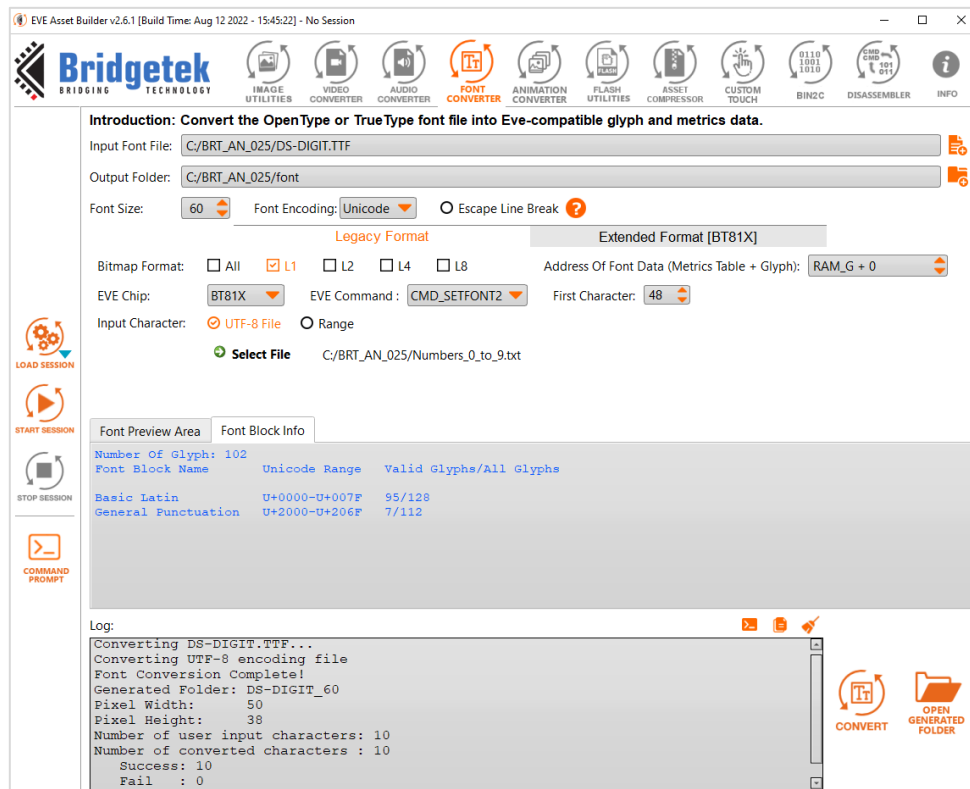 EVE Asset Builder v2.6.1 [Build Time: Aug 12 2022 - 15:45:22] - No Session
Bridgetek
BRIDGING TECHNOLOGY
IMAGE UTILITIES
VIDEO CONVERTER
AUDIO CONVERTER
FONT CONVERTER
ANIMATION CONVERTER
FLASH UTILITIES
ASSET COMPRESSOR
CUSTOM TOUCH
BIN2C
DISASSEMBLER
INFO
Introduction: Convert the OpenType or TrueType font file into Eve-compatible glyph and metrics data.
Input Font File: C:/BRT_AN_025/DS-DIGIT.TTF
Output Folder: C:/BRT_AN_025/font
Font Size: 60 Font Encoding: Unicode Escape Line Break ?
Legacy Format Extended Format [BT81X]
Bitmap Format: All L1 L2 L4 L8 Address Of Font Data (Metrics Table + Glyph): RAM_G + 0
EVE Chip: BT81X EVE Command : CMD_SETFONT2 First Character: 48
Input Character: UTF-8 File Range
Select File C:/BRT_AN_025/Numbers_0_to_9.txt
LOAD SESSION
START SESSION
STOP SESSION
COMMAND PROMPT
Font Preview Area Font Block Info
Number Of Glyph: 102
Font Block Name Unicode Range Valid Glyphs/All Glyphs
Basic Latin U+0000-U+007F 95/128
General Punctuation U+2000-U+206F 7/112
Log:
Converting DS-DIGIT.TTF...
Converting UTF-8 encoding file
Font Conversion Complete!
Generated Folder: DS-DIGIT_60
Pixel Width: 50
Pixel Height: 38
Number of user input characters: 10
Number of converted characters : 10
Success: 10
Fail : 0
CONVERT
OPEN GENERATED FOLDER